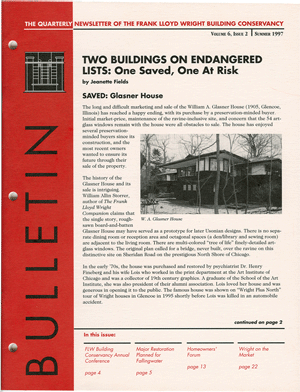 THE QUARTERLY NEWSLETTER OF THE FRANK LLOYD WRIGHT BUILDING CONSERVANCY
VOLUME 6, ISSUE 2 | SUMMER 1997
BULLETIN
TWO BUILDINGS ON ENDANGERED
LISTS: One Saved, One At Risk
by Jeanette Fields
SAVED: Glasner House
The long and difficult marketing and sale of the William A. Glasner House (1905, Glencoe,
Illinois) has reached a happy ending, with its purchase by a preservation-minded buyer.
Initial market-price, maintenance of the ravine-inclusive site, and concern that the 34 art-
glass windows remain with the house were all obstacles to sale. The house has enjoyed
several preservation-
minded buyers since its
construction, and the
most recent owners
wanted to ensure its
future through their
sale of the property.
The history of the
Glasner House and its
sale is intriguing.
William Allin Storrer,
author of The Frank
Lloyd Wright
Companion claims that
the single story, rough-
sawn board-and-batten
W. A. Glasner House
Glasner House may have served as a prototype for later Usonian designs. There is no sepa-
rate dining room or reception area and octagonal spaces (a den/library and sewing room)
are adjacent to the living room. There are multi-colored "tree of life" finely-detailed art-
glass windows. The original plan called for a bridge, never built, over the ravine on this
distinctive site on Sheridan Road on the prestigious North Shore of Chicago.
In the early '70s, the house was purchased and restored by psychiatrist Dr. Henry
Fineberg and his wife Lois who worked in the print department at the Art Institute of
Chicago and was a collector of 19th century graphics. A graduate of the School of the Art
Institute, she was also president of their alumni association. Lois loved her house and was
generous in opening it to the public. The famous house was shown on "Wright Plus North"
tour of Wright houses in Glencoe in 1995 shortly before Lois was killed in an automobile
accident.
continued on page 2
In this issue:
FLW Building
Conservancy Annual
Conference
page 4
Major Restoration
Planned for
Fallingwater
page 5
Homeowners'
Forum
page 13
Wright on the
Market
page 22